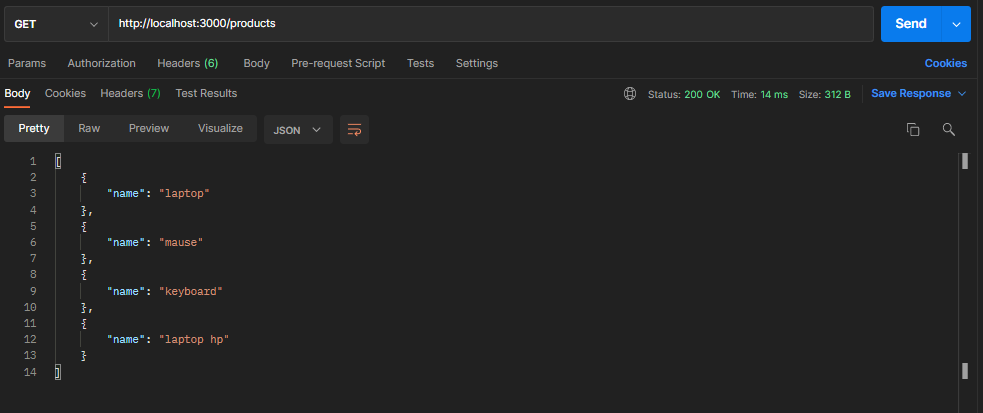 GET http://localhost:3000/products Send
Params Authorization Headers (6) Body Pre-request Script Tests Settings Cookies
Body Cookies Headers (7) Test Results Status: 200 OK Time: 14 ms Size: 312 B Save Response
Pretty Raw Preview Visualize JSON
1 [
2 {
3 "name": "laptop"
4 },
5 {
6 "name": "mause"
7 },
8 {
9 "name": "keyboard"
10 },
11 {
12 "name": "laptop hp"
13 }
14 ]